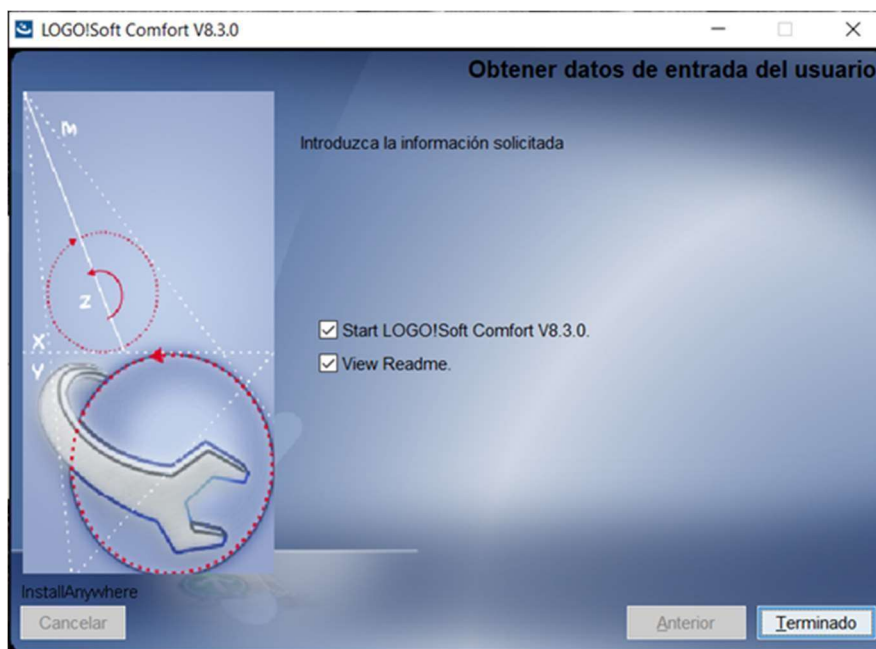 LOGO!Soft Comfort V8.3.0
Obtener datos de entrada del usuario
M
Z
X
y
Introduzca la información solicitada
Start LOGO!Soft Comfort V8.3.0.
View Readme.
InstallAnywhere
Cancelar
Anterior
Terminado